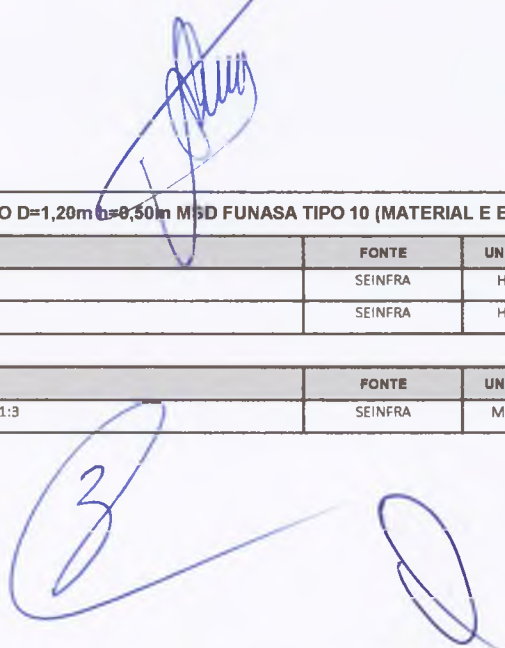 O D=1,20m h=0,50m MSD FUNASA TIPO 10 (MATERIAL E E
FONTE UN
SEINFRA H
SEINFRA H
FONTE UN
1:3 SEINFRA M